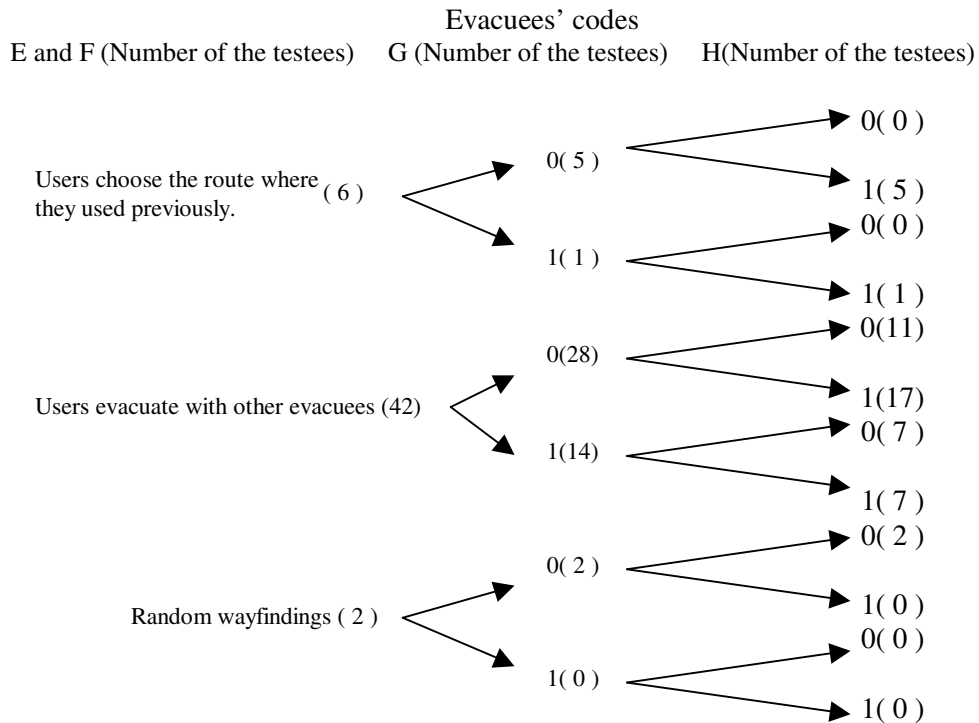 Evacuees’ codes
E and F (Number of the testees) G (Number of the testees) H(Number of the testees)
0( 0 )
0( 5 )
Users choose the route where ( 6 )
they used previously.
1( 5 )
0( 0 )
1( 1 )
1( 1 )
0(11)
0(28)
1(17)
Users evacuate with other evacuees (42)
0( 7 )
1(14)
1( 7 )
0( 2 )
0( 2 )
1( 0 )
Random wayfindings ( 2 )
0( 0 )
1( 0 )
1( 0 )